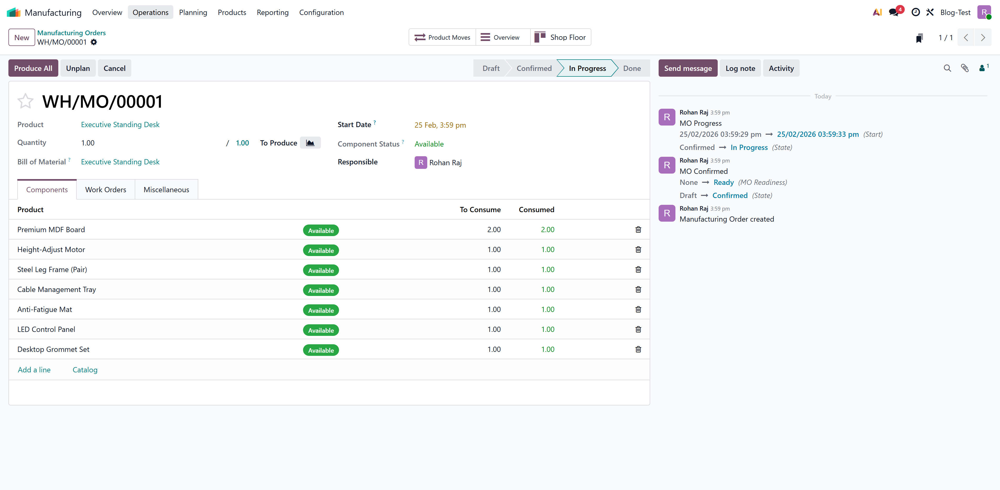 Manufacturing Overview Operations Planning Products Reporting Configuration AI 4 Blog-Test R
New Manufacturing Orders
WH/MO/00001
Product Moves Overview Shop Floor 1 / 1
Produce All Unplan Cancel Draft Confirmed In Progress Done Send message Log note Activity 1
WH/MO/00001
Product Executive Standing Desk
Quantity 1.00 / 1.00 To Produce
Bill of Material ? Executive Standing Desk
Start Date ? 25 Feb, 3:59 pm
Component Status ? Available
Responsible R Rohan Raj
Components Work Orders Miscellaneous
Product To Consume Consumed
Premium MDF Board Available 2.00 2.00
Height-Adjust Motor Available 1.00 1.00
Steel Leg Frame (Pair) Available 1.00 1.00
Cable Management Tray Available 1.00 1.00
Anti-Fatigue Mat Available 1.00 1.00
LED Control Panel Available 1.00 1.00
Desktop Grommet Set Available 1.00 1.00
Add a line Catalog
Today
R Rohan Raj 3:59 pm
MO Progress
25/02/2026 03:59:29 pm → 25/02/2026 03:59:33 pm (Start)
Confirmed → In Progress (State)
R Rohan Raj 3:59 pm
MO Confirmed
None → Ready (MO Readiness)
Draft → Confirmed (State)
R Rohan Raj 3:59 pm
Manufacturing Order created